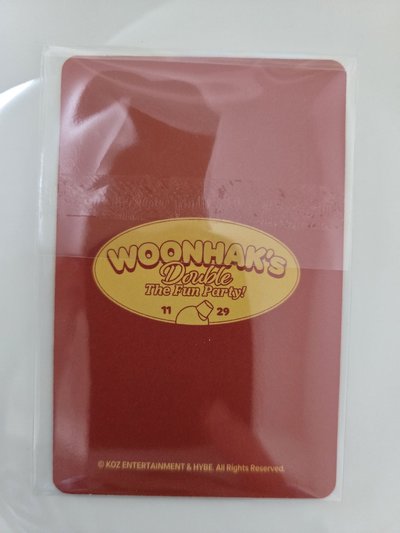 WOONHAK's
Double
The Fun Party!
11 29
© KOZ ENTERTAINMENT & HYBE. All Rights Reserved.